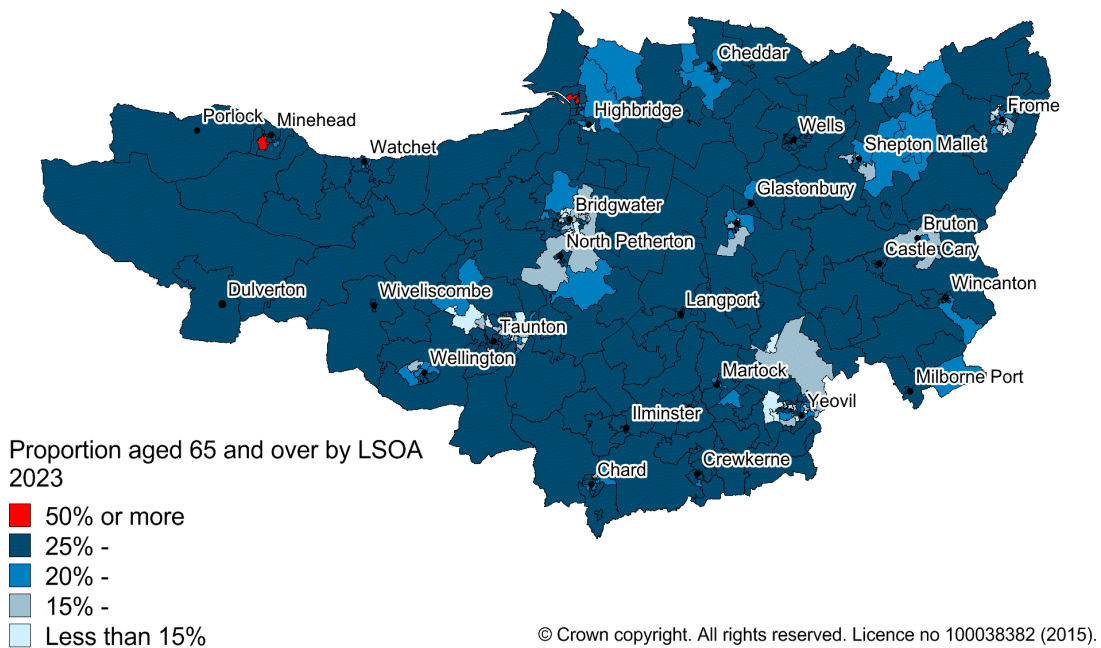 Cheddar
Highbridge
Frome
Porlock
Minehead
Wells
Watchet
Shepton Mallet
Glastonbury
Bridgwater
Bruton
North Petherton
Castle Cary
Dulverton
Wiveliscombe
Wincanton
Langport
Taunton
Wellington
Martock
Milborne Port
Yeovil
Ilminster
Crewkerne
Chard
Proportion aged 65 and over by LSOA
2023
50% or more
25% -
20% -
15% -
Less than 15%
© Crown copyright. All rights reserved. Licence no 100038382 (2015).